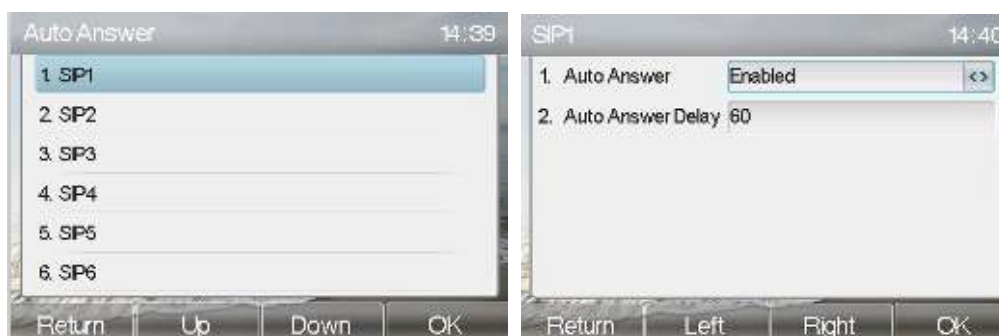 Auto Answer 14:39
1. SIP1
2. SIP2
3. SIP3
4. SIP4
5. SIP5
6. SIP6
Return Up Down OK
SIP1 14:40
1. Auto Answer Enabled <>
2. Auto Answer Delay 60
Return Left Right OK